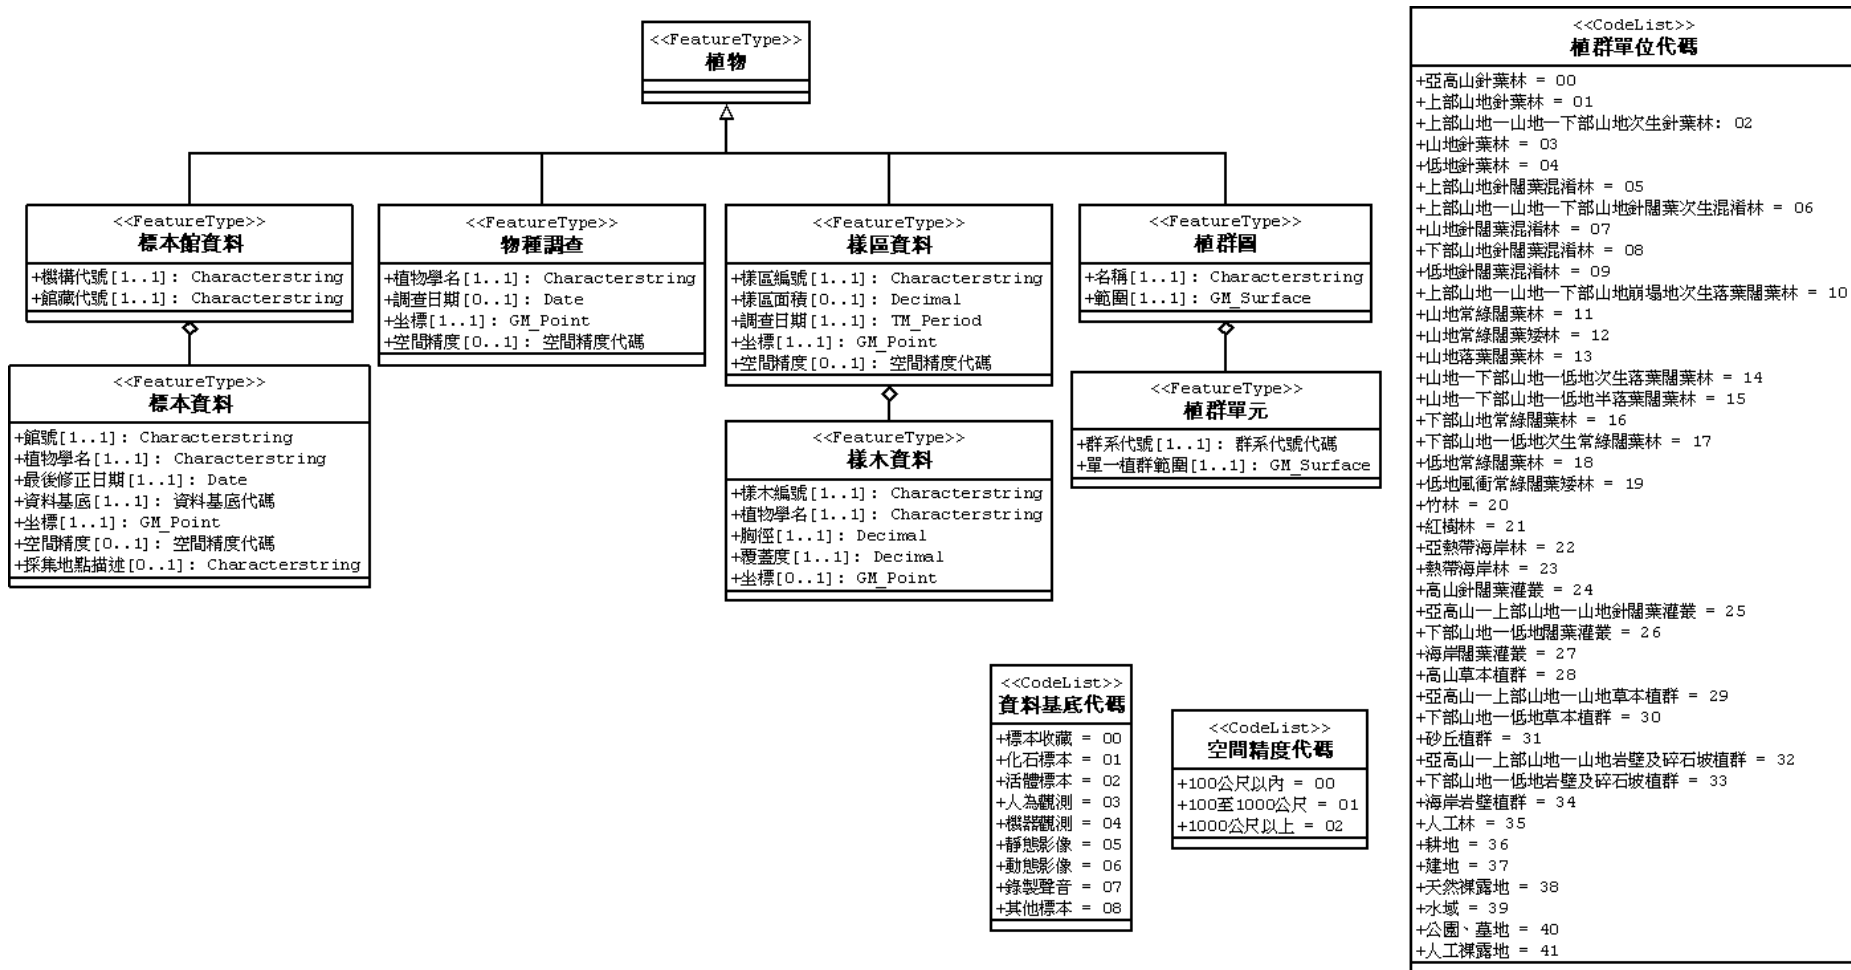 <<FeatureType>>
植物
<<FeatureType>>
標本館資料
+機構代號[1..1]: Characterstring
+館藏代號[1..1]: Characterstring
<<FeatureType>>
物種調查
+植物學名[1..1]: Characterstring
+調查日期[0..1]: Date
+坐標[1..1]: GM_Point
+空間精度[0..1]: 空間精度代碼
<<FeatureType>>
樣區資料
+樣區編號[1..1]: Characterstring
+樣區面積[0..1]: Decimal
+調查日期[1..1]: TM_Period
+坐標[1..1]: GM_Point
+空間精度[0..1]: 空間精度代碼
<<FeatureType>>
植群圖
+名稱[1..1]: Characterstring
+範圍[1..1]: GM_Surface
<<FeatureType>>
標本資料
+館號[1..1]: Characterstring
+植物學名[1..1]: Characterstring
+最後修正日期[1..1]: Date
+資料基底[1..1]: 資料基底代碼
+坐標[1..1]: GM_Point
+空間精度[0..1]: 空間精度代碼
+採集地點描述[0..1]: Characterstring
<<FeatureType>>
樣木資料
+樣木編號[1..1]: Characterstring
+植物學名[1..1]: Characterstring
+胸徑[1..1]: Decimal
+覆蓋度[1..1]: Decimal
+坐標[0..1]: GM_Point
<<FeatureType>>
植群單元
+群系代號[1..1]: 群系代號代碼
+單一植群範圍[1..1]: GM_Surface
<<CodeList>>
資料基底代碼
+標本收藏 = 00
+化石標本 = 01
+活體標本 = 02
+人為觀測 = 03
+機器觀測 = 04
+靜態影像 = 05
+動態影像 = 06
+錄製聲音 = 07
+其他標本 = 08
<<CodeList>>
空間精度代碼
+100公尺以內 = 00
+100至1000公尺 = 01
+1000公尺以上 = 02
<<CodeList>>
植群單位代碼
+亞高山針葉林 = 00
+上部山地針葉林 = 01
+上部山地—山地—下部山地次生針葉林: 02
+山地針葉林 = 03
+低地針葉林 = 04
+上部山地針闊葉混淆林 = 05
+上部山地—山地—下部山地針闊葉次生混淆林 = 06
+山地針闊葉混淆林 = 07
+下部山地針闊葉混淆林 = 08
+低地針闊葉混淆林 = 09
+上部山地—山地—下部山地崩塌地次生落葉闊葉林 = 10
+山地常綠闊葉林 = 11
+山地常綠闊葉矮林 = 12
+山地落葉闊葉林 = 13
+山地—下部山地—低地次生落葉闊葉林 = 14
+山地—下部山地—低地半落葉闊葉林 = 15
+下部山地常綠闊葉林 = 16
+下部山地—低地次生常綠闊葉林 = 17
+低地常綠闊葉林 = 18
+低地風衝常綠闊葉矮林 = 19
+竹林 = 20
+紅樹林 = 21
+亞熱帶海岸林 = 22
+熱帶海岸林 = 23
+高山針闊葉灌叢 = 24
+亞高山—上部山地—山地針闊葉灌叢 = 25
+下部山地—低地闊葉灌叢 = 26
+海岸闊葉灌叢 = 27
+高山草本植群 = 28
+亞高山—上部山地—山地草本植群 = 29
+下部山地—低地草本植群 = 30
+砂丘植群 = 31
+亞高山—上部山地—山地岩壁及碎石坡植群 = 32
+下部山地—低地岩壁及碎石坡植群 = 33
+海岸岩壁植群 = 34
+人工林 = 35
+耕地 = 36
+建地 = 37
+天然裸露地 = 38
+水域 = 39
+公園、墓地 = 40
+人工裸露地 = 41